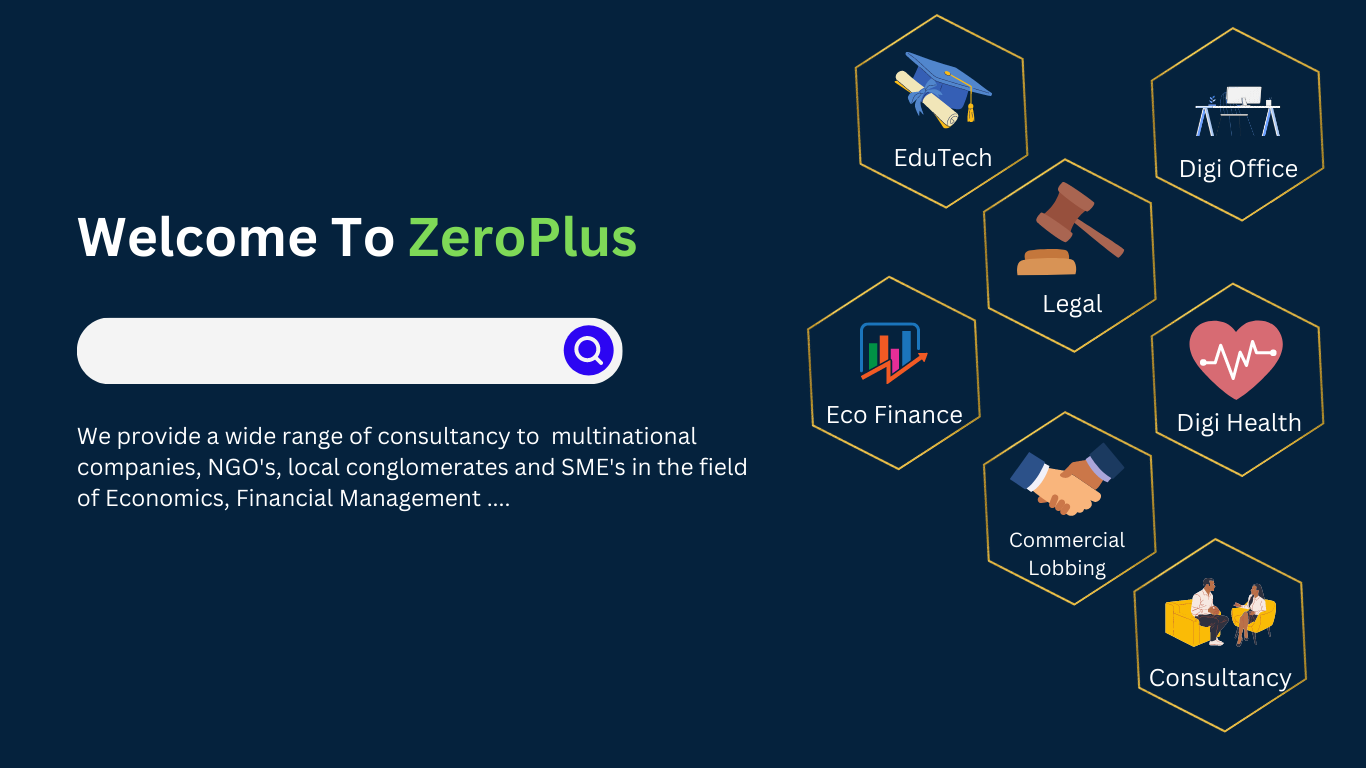 Welcome To ZeroPlus
We provide a wide range of consultancy to  multinational
companies, NGO's, local conglomerates and SME's in the field
of Economics, Financial Management ....
EduTech
Digi Office
Legal
Eco Finance
Digi Health
Commercial
Lobbing
Consultancy